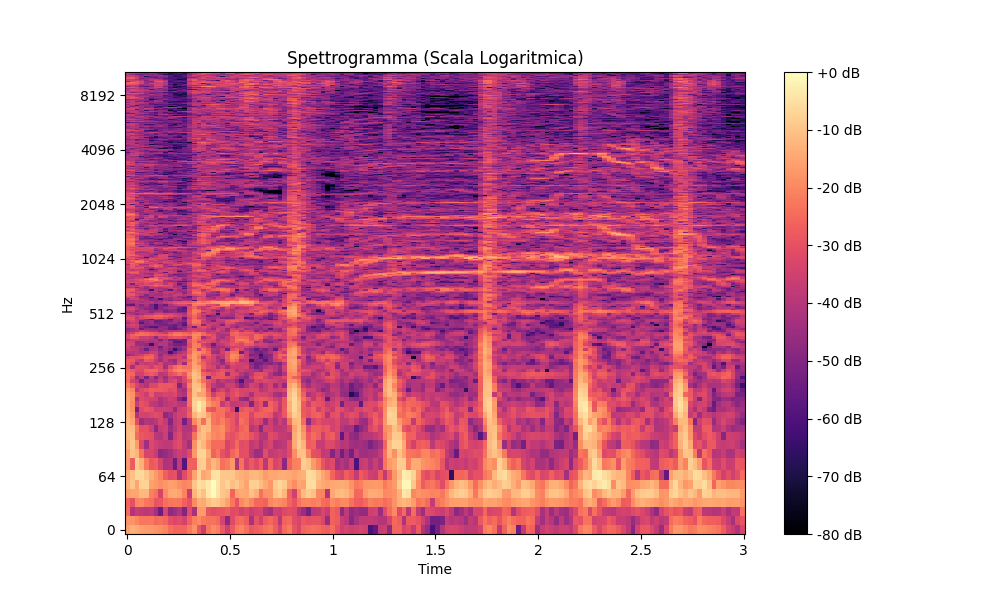 Spettrogramma (Scala Logaritmica)
8192
4096
2048
1024
512
256
128
64
0
Hz
0
0.5
1
1.5
2
2.5
3
Time
+0 dB
-10 dB
-20 dB
-30 dB
-40 dB
-50 dB
-60 dB
-70 dB
-80 dB